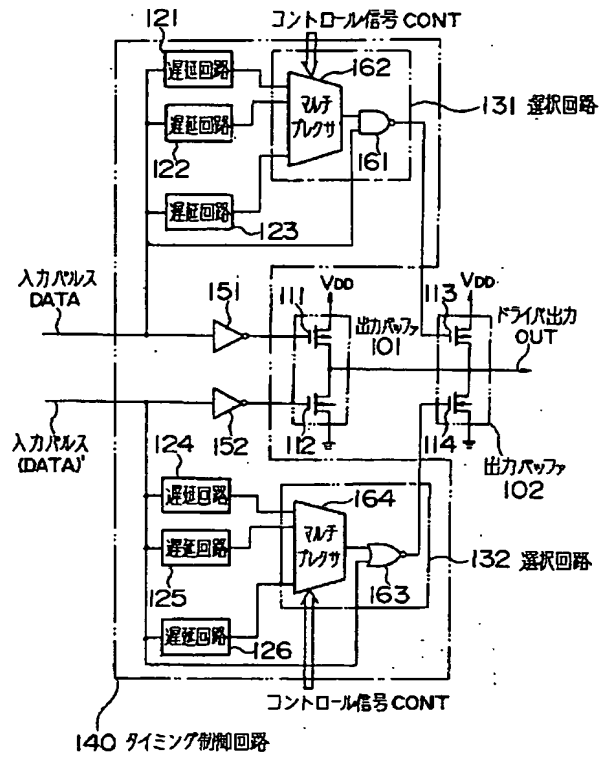 121
コントロール信号 CONT
遅延回路
162
マルチ
プレクサ
131 選択回路
遅延回路
122
161
遅延回路
123
入力パルス
DATA
151
111
VDD
出力バッファ
101
113
VDD
ドライバ出力
OUT
入力パルス
(DATA)'
152
112
114
出力バッファ
102
124
遅延回路
164
マルチ
プレクサ
132 選択回路
遅延回路
125
163
遅延回路
126
コントロール信号 CONT
140 タイミング制御回路